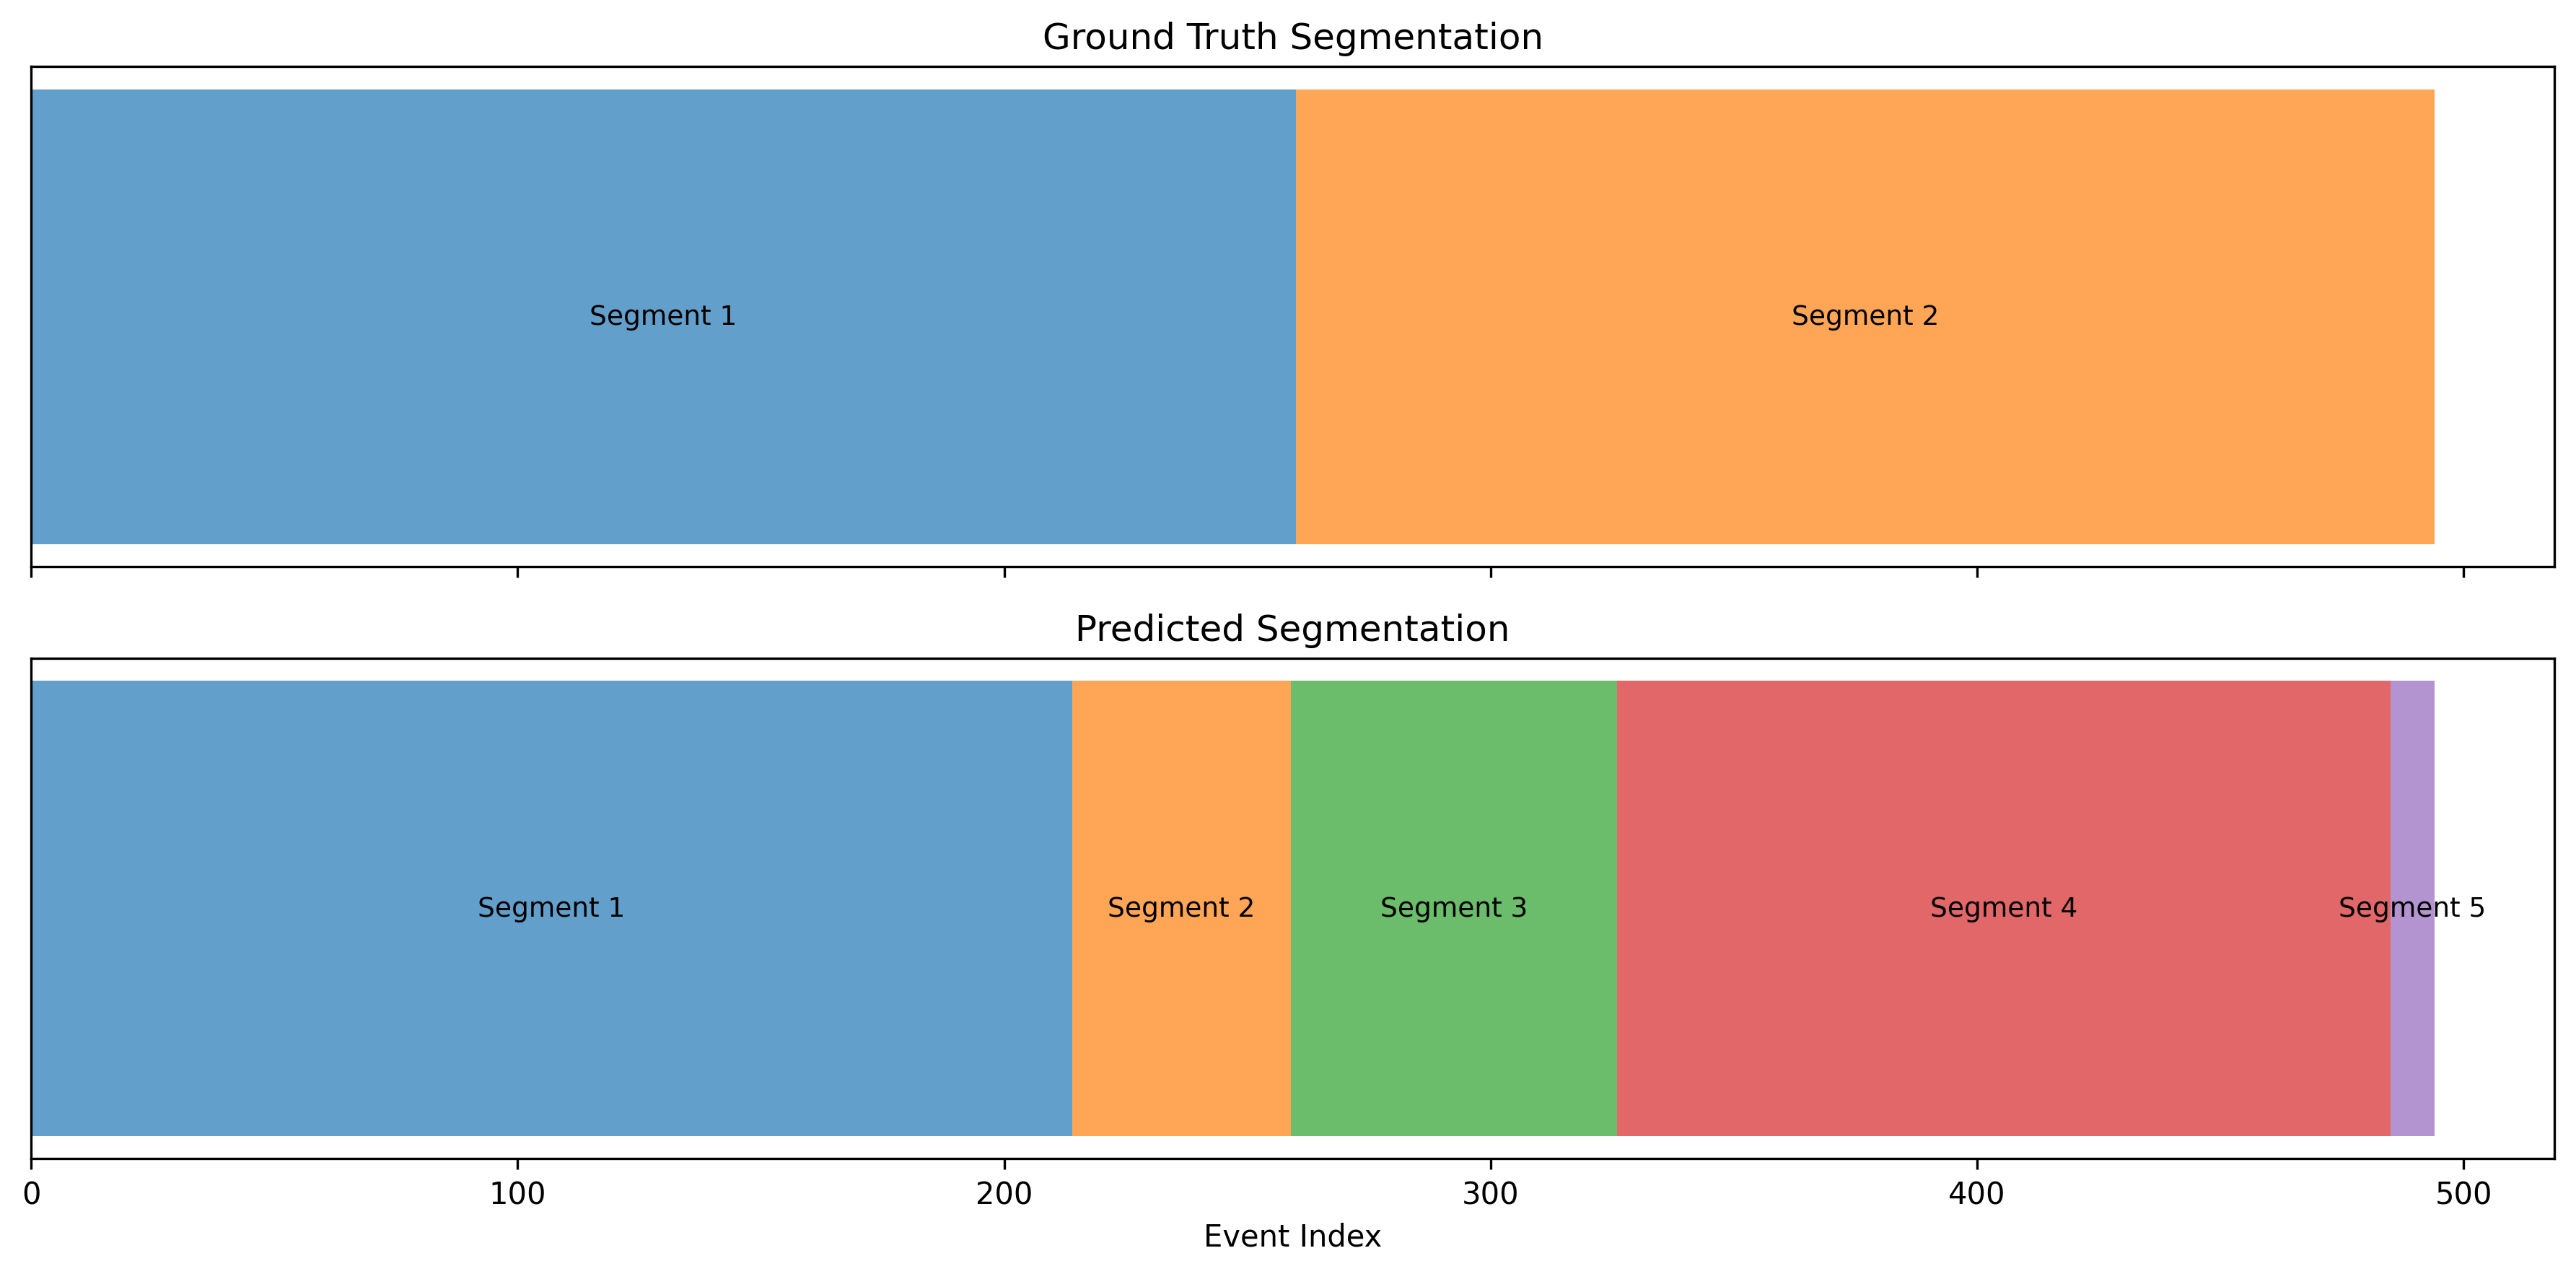 Ground Truth Segmentation
Segment 1 Segment 2
Predicted Segmentation
Segment 1 Segment 2 Segment 3 Segment 4 Segment 5
0 100 200 300 400 500
Event Index